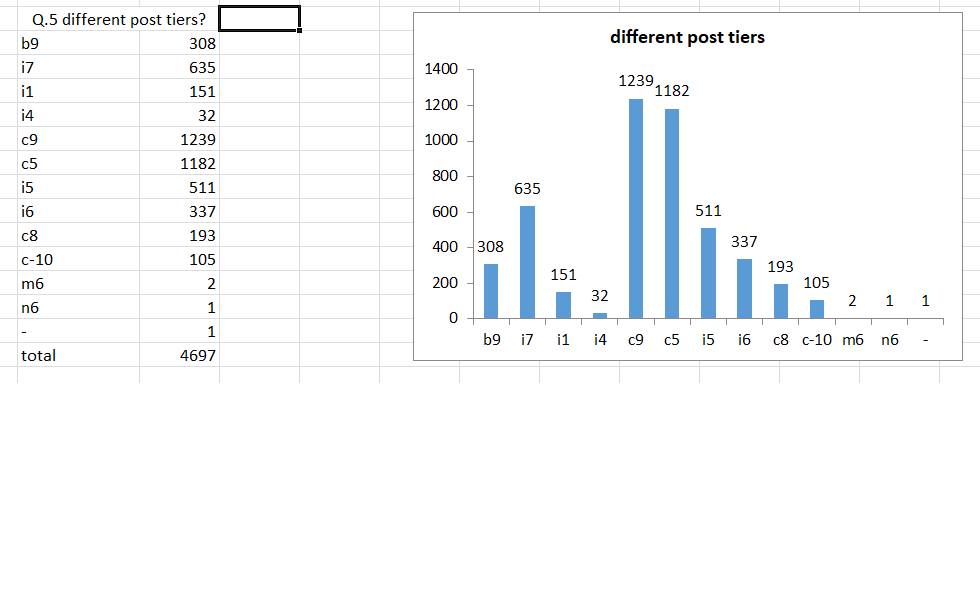 Q.5 different post tiers?
b9 308
i7 635
i1 151
i4 32
c9 1239
c5 1182
i5 511
i6 337
c8 193
c-10 105
m6 2
n6 1
- 1
total 4697
different post tiers
1400
1200
1000
800
600
400
200
0
308 635 151 32 1239 1182 511 337 193 105 2 1 1
b9 i7 i1 i4 c9 c5 i5 i6 c8 c-10 m6 n6 -